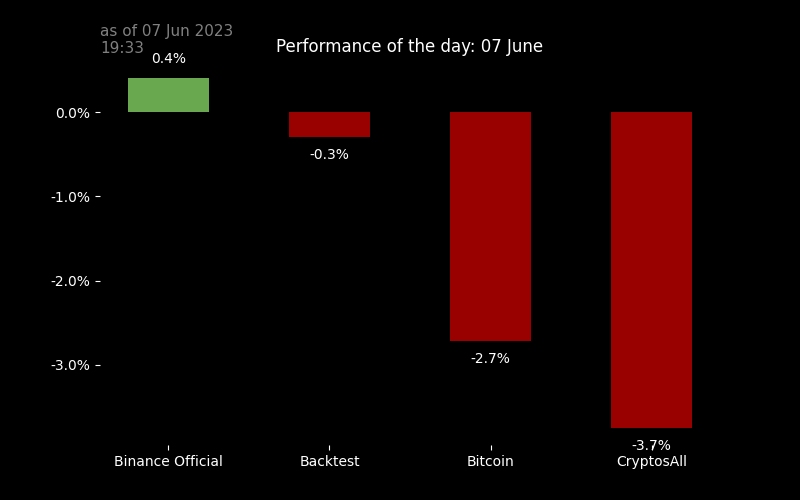 as of 07 Jun 2023
19:33
Performance of the day: 07 June
0.4%
0.0%
-0.3%
-1.0%
-2.0%
-2.7%
-3.0%
-3.7%
Binance Official
Backtest
Bitcoin
CryptosAll